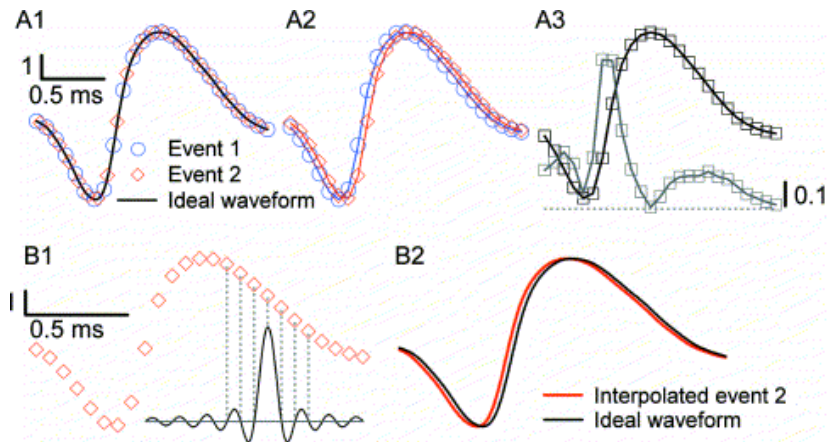 A1
A2
A3
1
0.5 ms
Event 1
Event 2
Ideal waveform
0.1
B1
B2
0.5 ms
Interpolated event 2
Ideal waveform